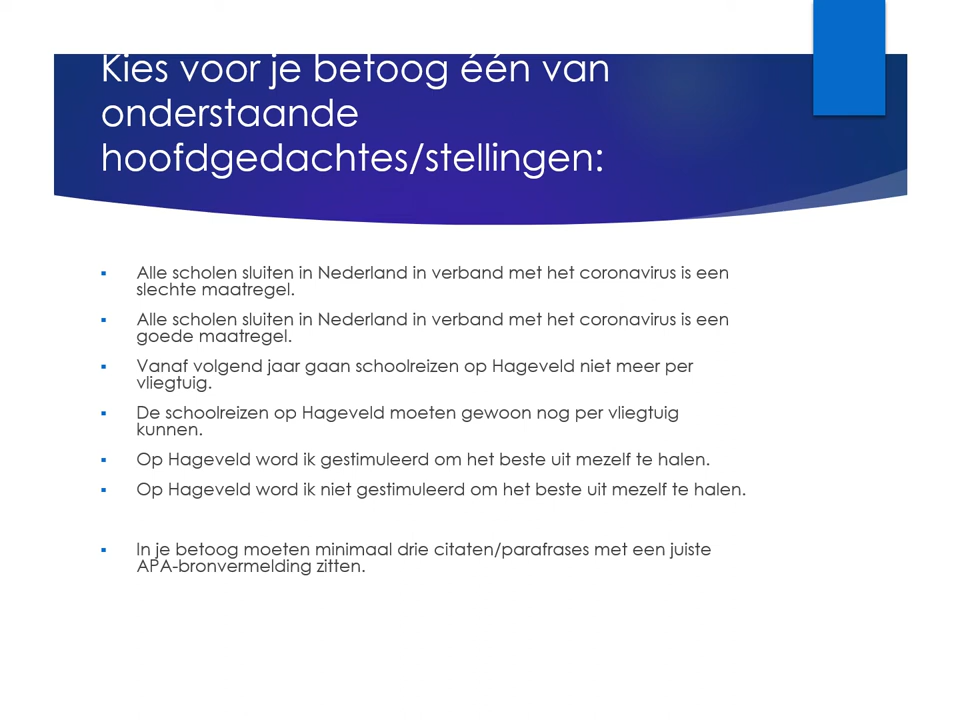 Kies voor je betoog één van
onderstaande
hoofdgedachtes/stellingen:
▪ Alle scholen sluiten in Nederland in verband met het coronavirus is een
slechte maatregel.
▪ Alle scholen sluiten in Nederland in verband met het coronavirus is een
goede maatregel.
▪ Vanaf volgend jaar gaan schoolreizen op Hageveld niet meer per
vliegtuig.
▪ De schoolreizen op Hageveld moeten gewoon nog per vliegtuig
kunnen.
▪ Op Hageveld word ik gestimuleerd om het beste uit mezelf te halen.
▪ Op Hageveld word ik niet gestimuleerd om het beste uit mezelf te halen.
▪ In je betoog moeten minimaal drie citaten/parafrases met een juiste
APA-bronvermelding zitten.